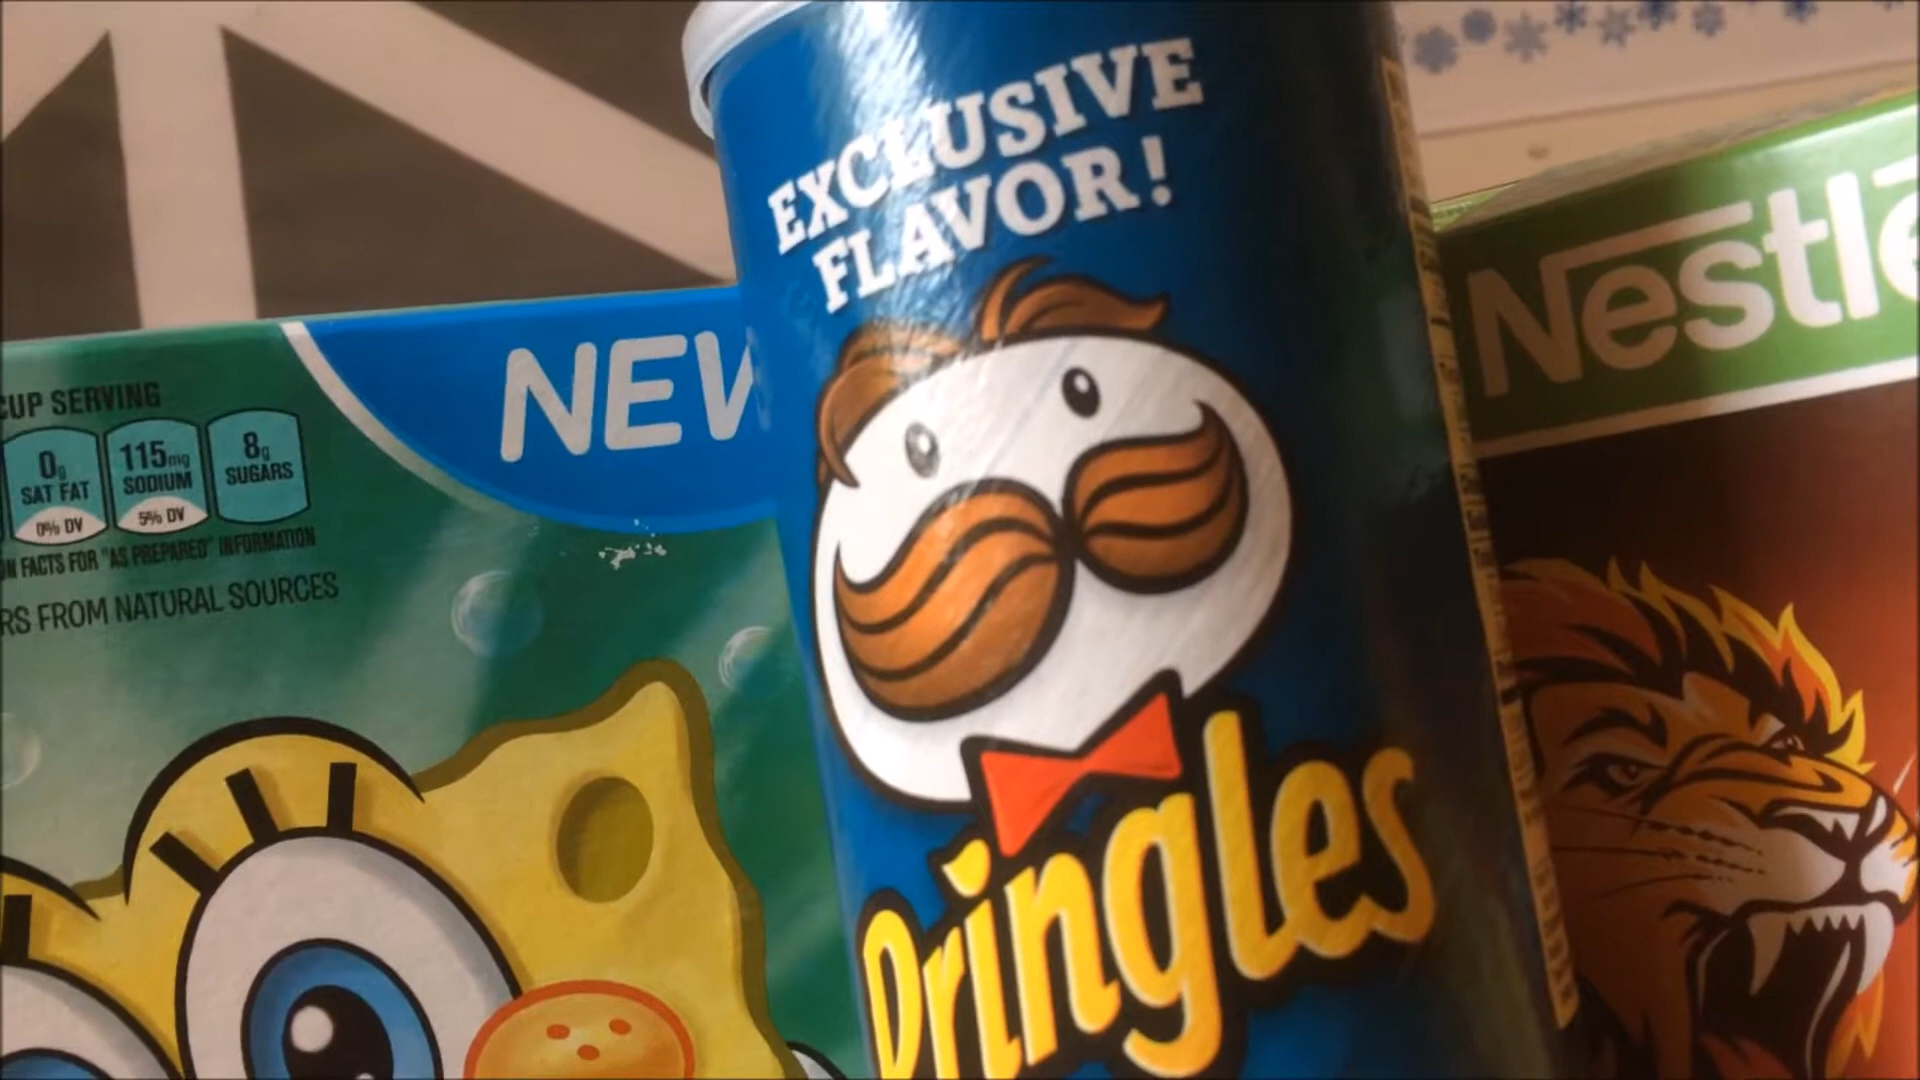 CUP SERVING
0g
SAT FAT
0% DV
115mg
SODIUM
5% DV
8g
SUGARS
FACTS FOR "AS PREPARED" INFORMATION
FROM NATURAL SOURCES
NEW
EXCLUSIVE
FLAVOR!
Pringles
Nestlé